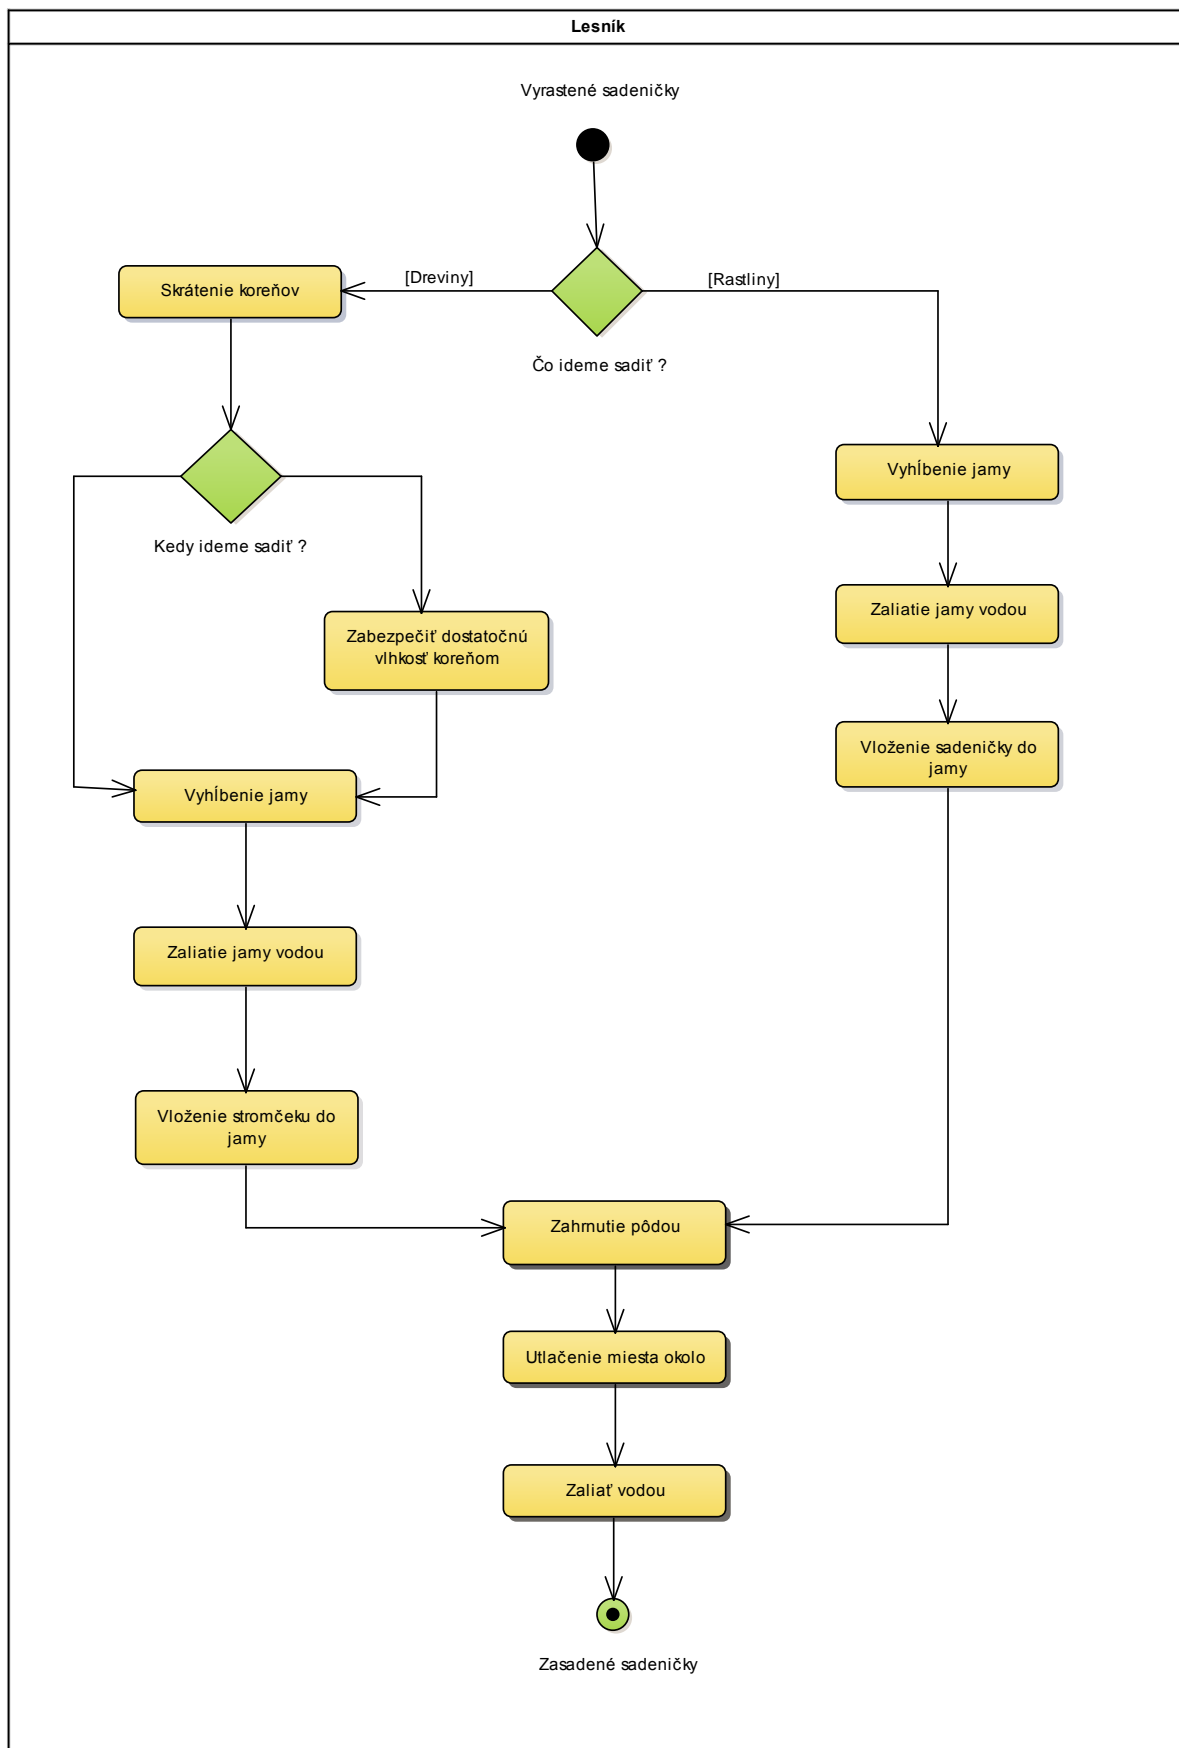 Lesník
Vyrastené sadeničky
[Dreviny]
[Rastliny]
Skrátenie koreňov
Čo ideme sadiť ?
Kedy ideme sadiť ?
Vyhĺbenie jamy
Zaliatie jamy vodou
Zabezpečiť dostatočnú
vlhkosť koreňom
Vloženie sadeničky do
jamy
Vyhĺbenie jamy
Zaliatie jamy vodou
Vloženie stromčeku do
jamy
Zahrnutie pôdou
Utlačenie miesta okolo
Zaliať vodou
Zasadené sadeničky